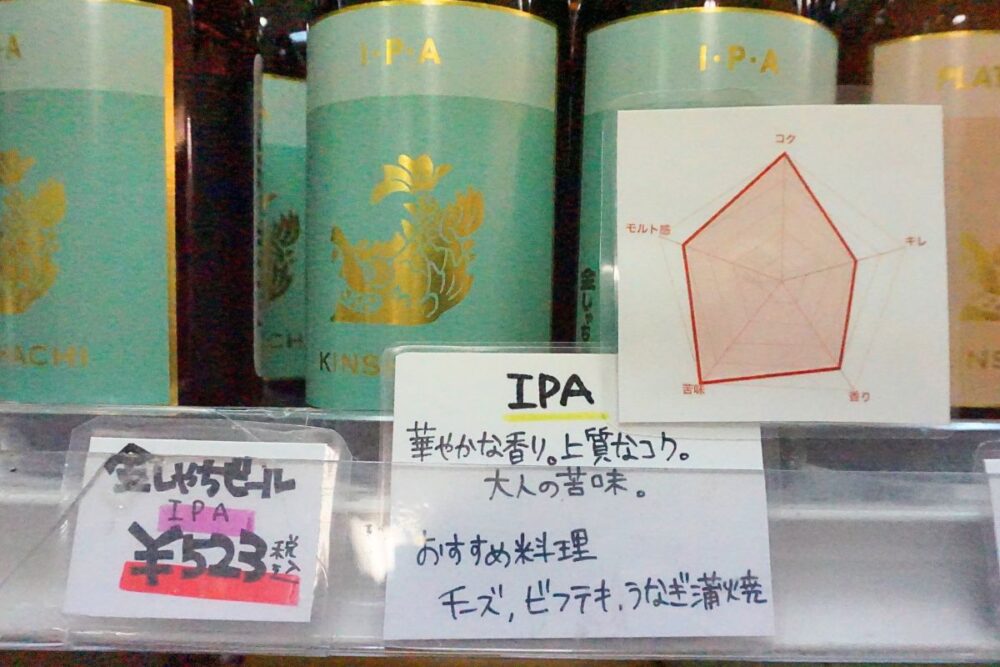 I·P·A
I·P·A
PLAT
コク
モルト感
キレ
苦味
香り
金しゃち
ACHI
KINS
NS
IPA
華やかな香り。上質なコク。
大人の苦味。
おすすめ料理
チーズ, ビフテキ, うなぎ蒲焼
金しゃちビール
IPA
¥523 税込